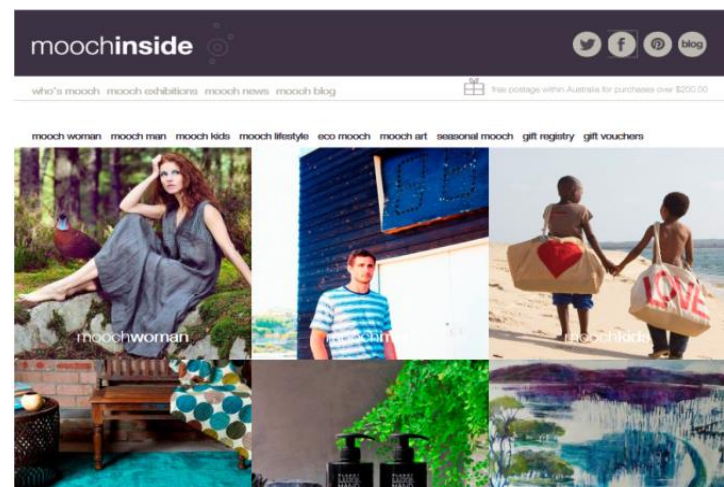 moochinside
blog
who's mooch mooch exhibitions mooch news mooch blog
free postage within Australia for purchases over $200.00
mooch woman mooch man mooch kids mooch lifestyle eco mooch mooch art seasonal mooch gift registry gift vouchers
moochwoman moochman moochkids
LOVE